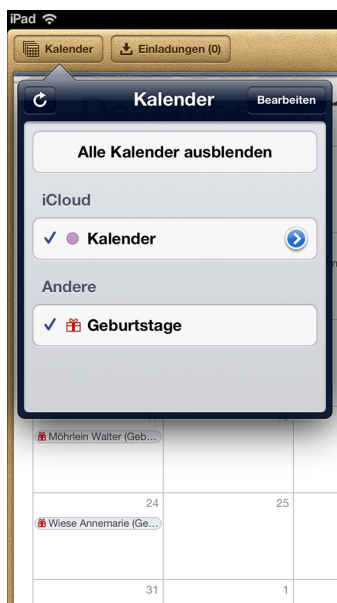 iPad
Kalender
Einladungen (0)
Kalender
Bearbeiten
Alle Kalender ausblenden
iCloud
Kalender
Andere
Geburtstage
Möhrlein Walter (Geb...)
24
25
Wiese Annemarie (Ge...)
31
1